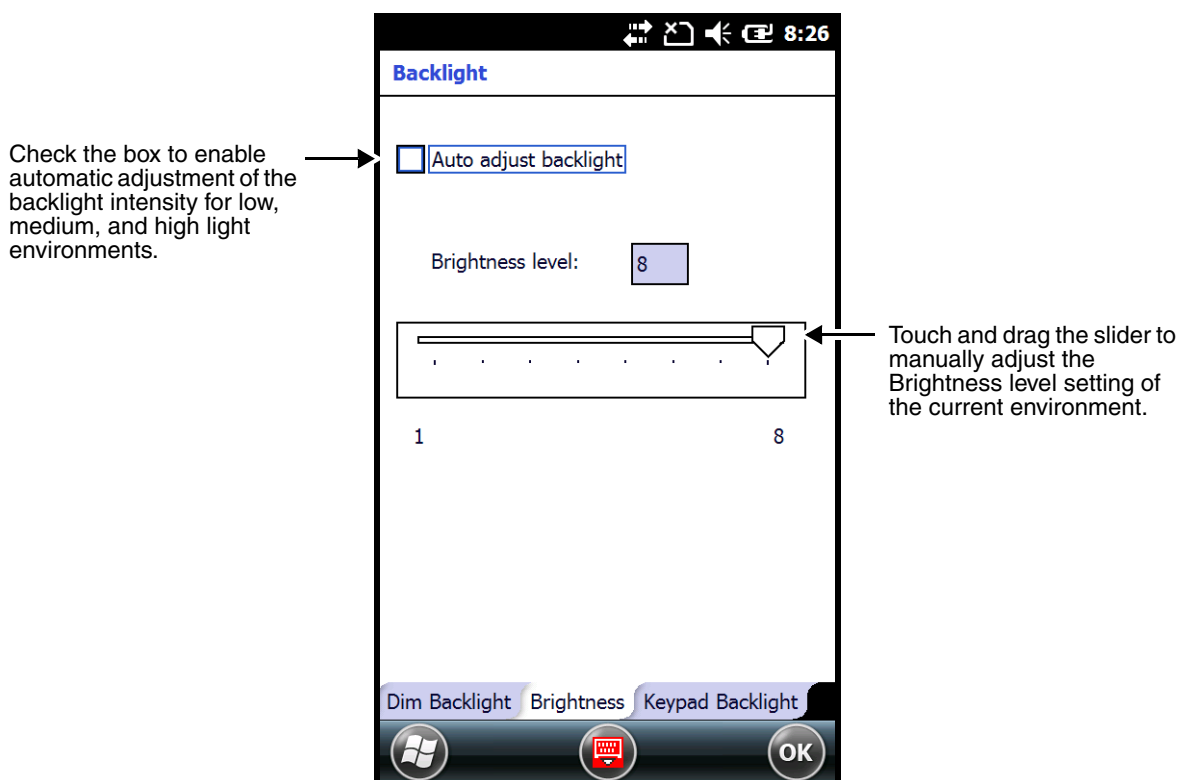 8:26
Backlight
Check the box to enable
automatic adjustment of the
backlight intensity for low,
medium, and high light
environments.
Auto adjust backlight
Brightness level:
8
Touch and drag the slider to
manually adjust the
Brightness level setting of
the current environment.
1
8
Dim Backlight
Brightness
Keypad Backlight
OK